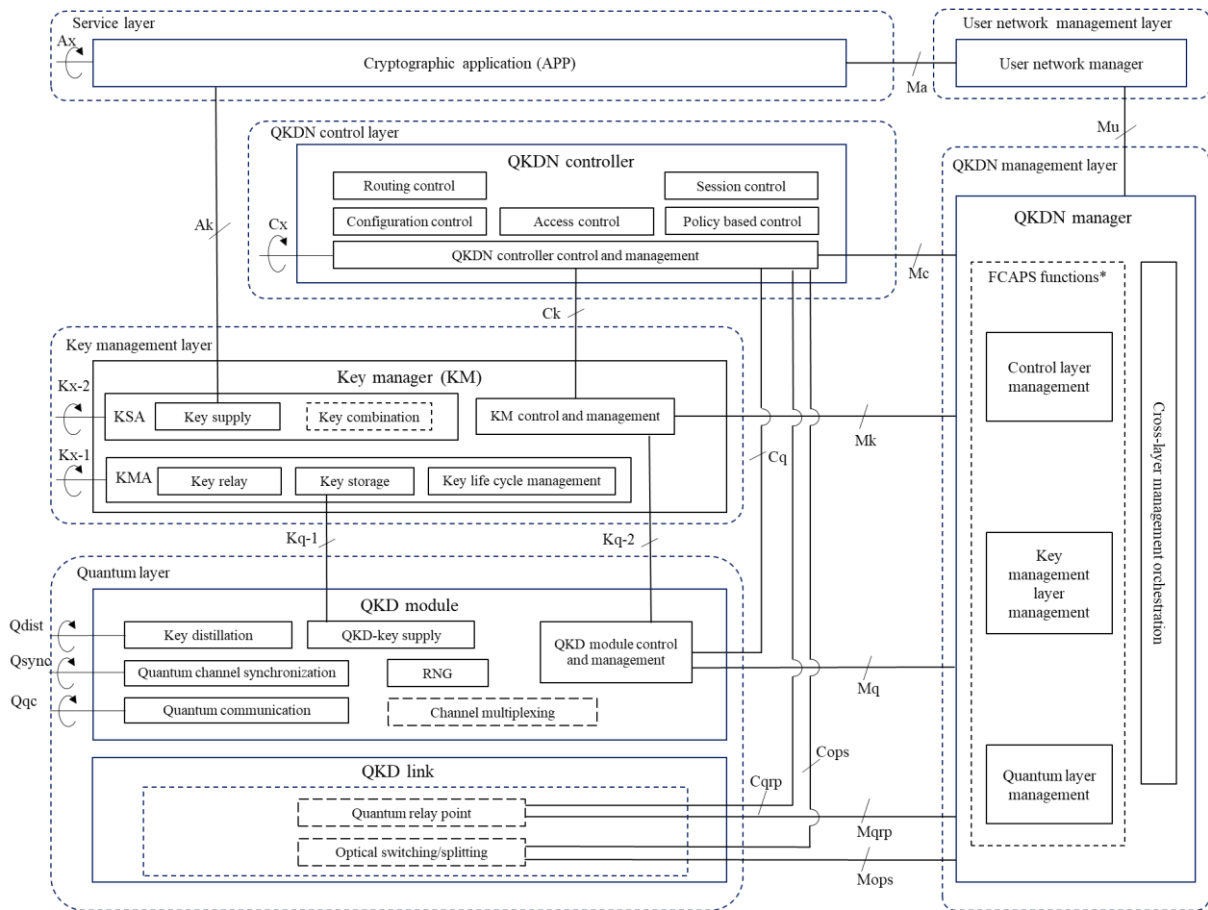 Service layer
User network management layer
Ax
Cryptographic application (APP)
User network manager
Ma
Mu
QKDN control layer
QKDN controller
QKDN management layer
Routing control
Session control
QKDN manager
Ak
Cx
Configuration control
Access control
Policy based control
QKDN controller control and management
Mc
FCAPS functions*
Ck
Key management layer
Key manager (KM)
Control layer
management
Kx-2
KSA
Key supply
Key combination
KM control and management
Mk
Cross-layer management orchestration
Kx-1
Cq
KMA
Key relay
Key storage
Key life cycle management
Kq-1
Kq-2
Key
management
layer
management
Quantum layer
QKD module
Qdist
Key distillation
QKD-key supply
QKD module control
and management
Qsync
Quantum channel synchronization
RNG
Mq
Qqc
Quantum communication
Channel multiplexing
Cops
QKD link
Cqrp
Quantum layer
management
Quantum relay point
Mqrp
Optical switching/splitting
Mops